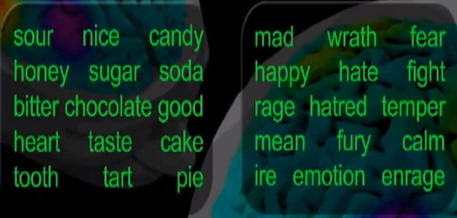 sour nice candy
honey sugar soda
bitter chocolate good
heart taste cake
tooth tart pie
mad wrath fear
happy hate fight
rage hatred temper
mean fury calm
ire emotion enrage